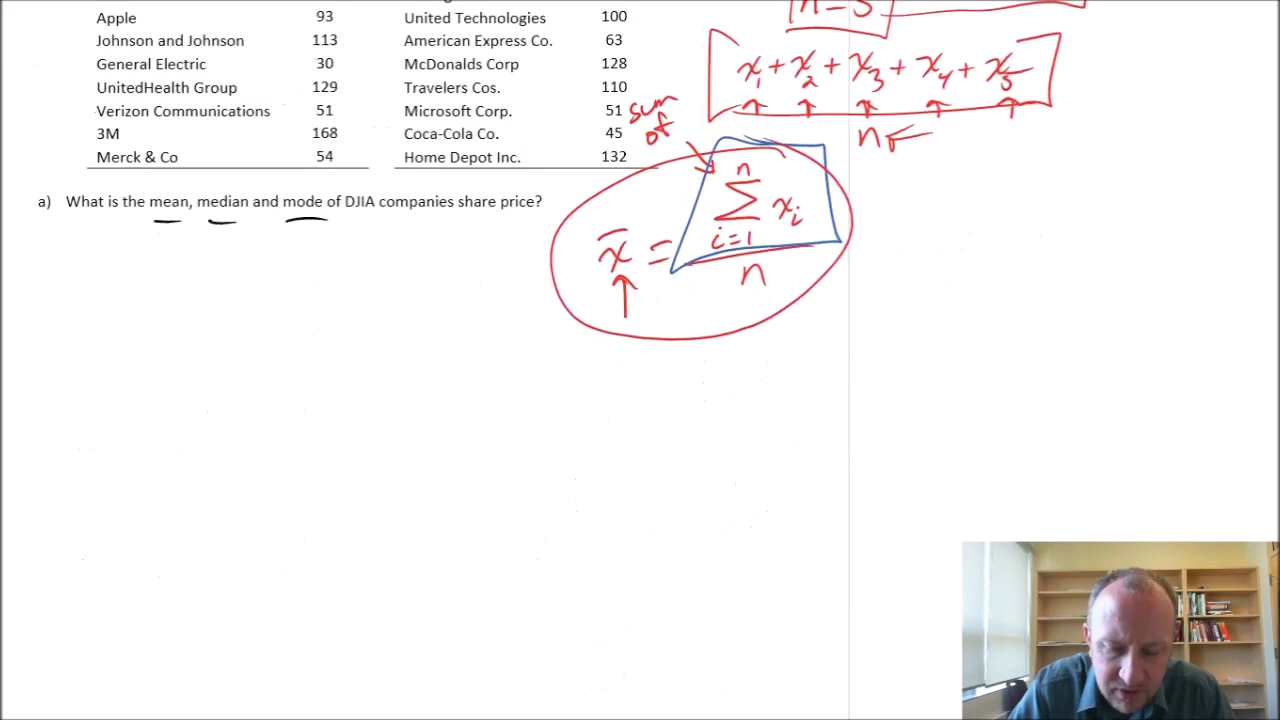 Apple 93 United Technologies 100
Johnson and Johnson 113 American Express Co. 63
General Electric 30 McDonalds Corp 128
UnitedHealth Group 129 Travelers Cos. 110
Verizon Communications 51 Microsoft Corp. 51
3M 168 Coca-Cola Co. 45
Merck & Co 54 Home Depot Inc. 132
a) What is the mean, median and mode of DJIA companies share price?
x₁ + x₂ + x₃ + x₄ + x₅
n
sum
of
x̄ = ∑ᵢ₌₁ⁿ xᵢ
n